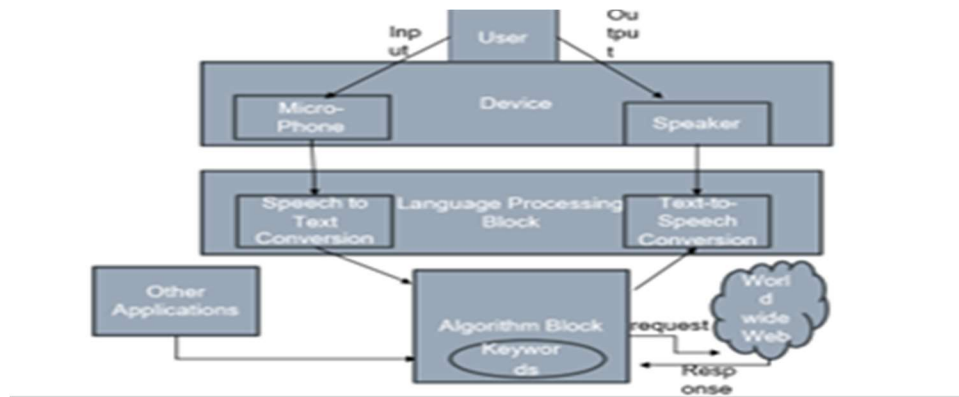 Inp
ut
User
Ou
tpu
t
Device
Micro-
Phone
Speaker
Speech to
Text
Conversion
Language Processing
Block
Text-to-
Speech
Conversion
Other
Applications
Algorithm Block
Keywor
ds
request
Worl
d
wide
Web
Resp
onse